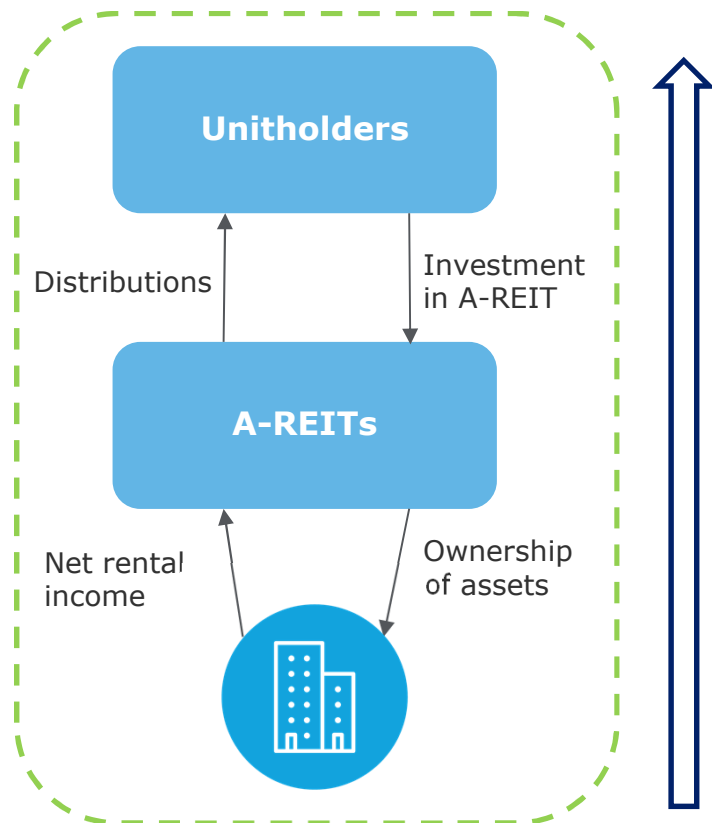 Unitholders
Distributions
Investment
in A-REIT
A-REITs
Net rental
income
Ownership
of assets